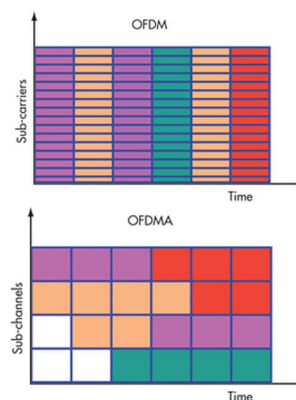 OFDM
Sub-carriers
Time
OFDMA
Sub-channels
Time